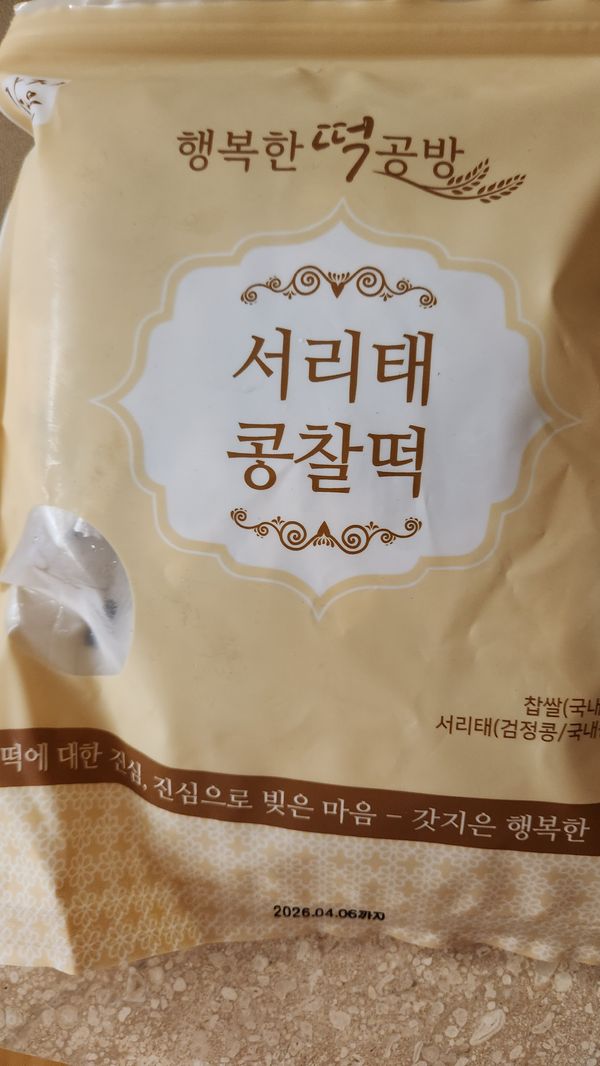 행복한 떡공방
서리태
콩찰떡
찹쌀(국내
서리태(검정콩/국내
떡에 대한 진심, 진심으로 빚은 마음 - 갓지은 행복한
2026.04.06까지